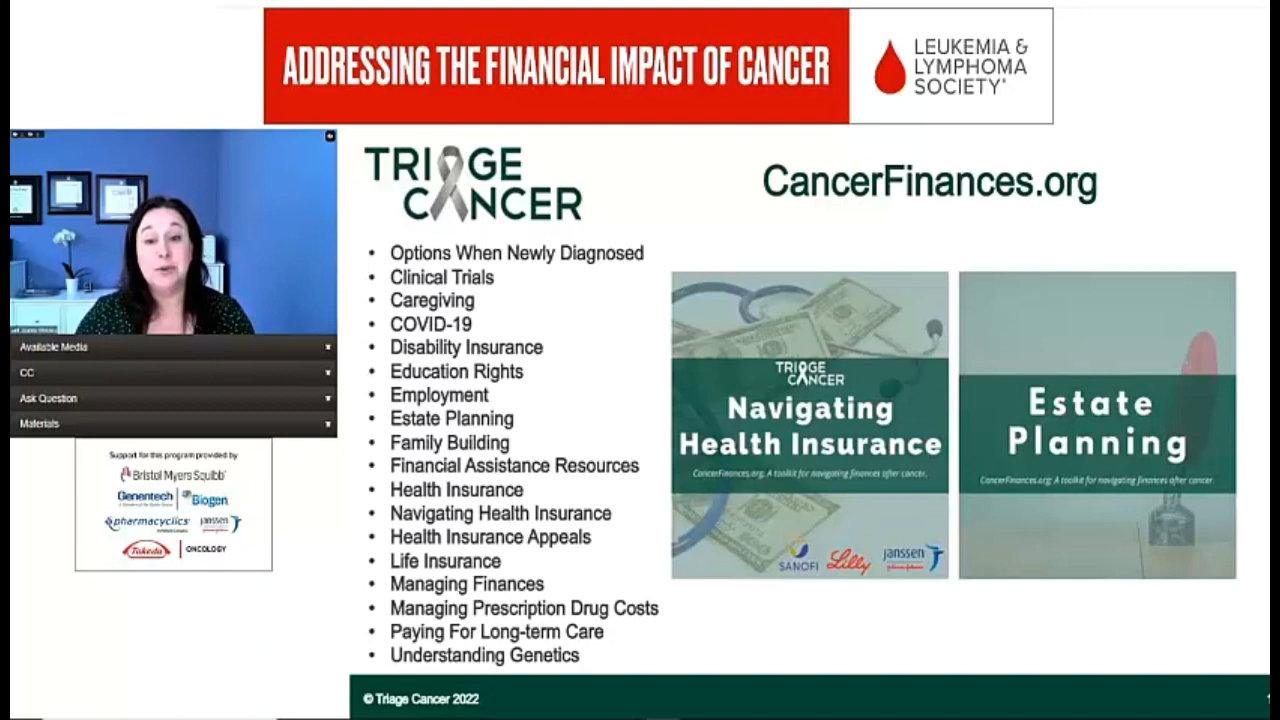 ADDRESSING THE FINANCIAL IMPACT OF CANCER
LEUKEMIA &
LYMPHOMA
SOCIETY®
TRIAGE
CANCER
CancerFinances.org
• Options When Newly Diagnosed
• Clinical Trials
• Caregiving
• COVID-19
• Disability Insurance
• Education Rights
• Employment
• Estate Planning
• Family Building
• Financial Assistance Resources
• Health Insurance
• Navigating Health Insurance
• Health Insurance Appeals
• Life Insurance
• Managing Finances
• Managing Prescription Drug Costs
• Paying For Long-term Care
• Understanding Genetics
TRIAGE
CANCER
Navigating
Health Insurance
CancerFinances.org: A toolkit for navigating finances after cancer.
SANOFI
Lilly
janssen
Estate
Planning
CancerFinances.org: A toolkit for navigating finances after cancer.
Available Media
CC
Ask Question
Materials
Support for this program provided by
Bristol Myers Squibb™
Genentech
Biogen
pharmacyclics
janssen
Takeda
ONCOLOGY
© Triage Cancer 2022